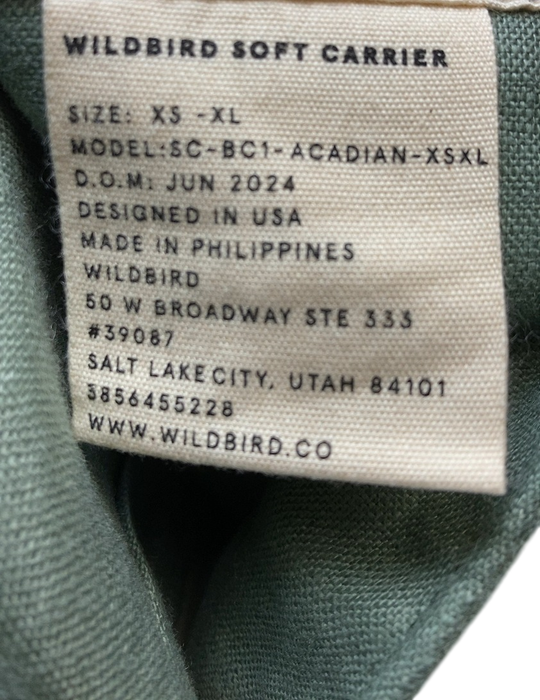 WILDBIRD SOFT CARRIER
SIZE: XS -XL
MODEL:SC-BC1-ACADIAN-XSXL
D.O.M: JUN 2024
DESIGNED IN USA
MADE IN PHILIPPINES
WILDBIRD
50 W BROADWAY STE 333
#39087
SALT LAKE CITY, UTAH 84101
3856455228
WWW.WILDBIRD.CO